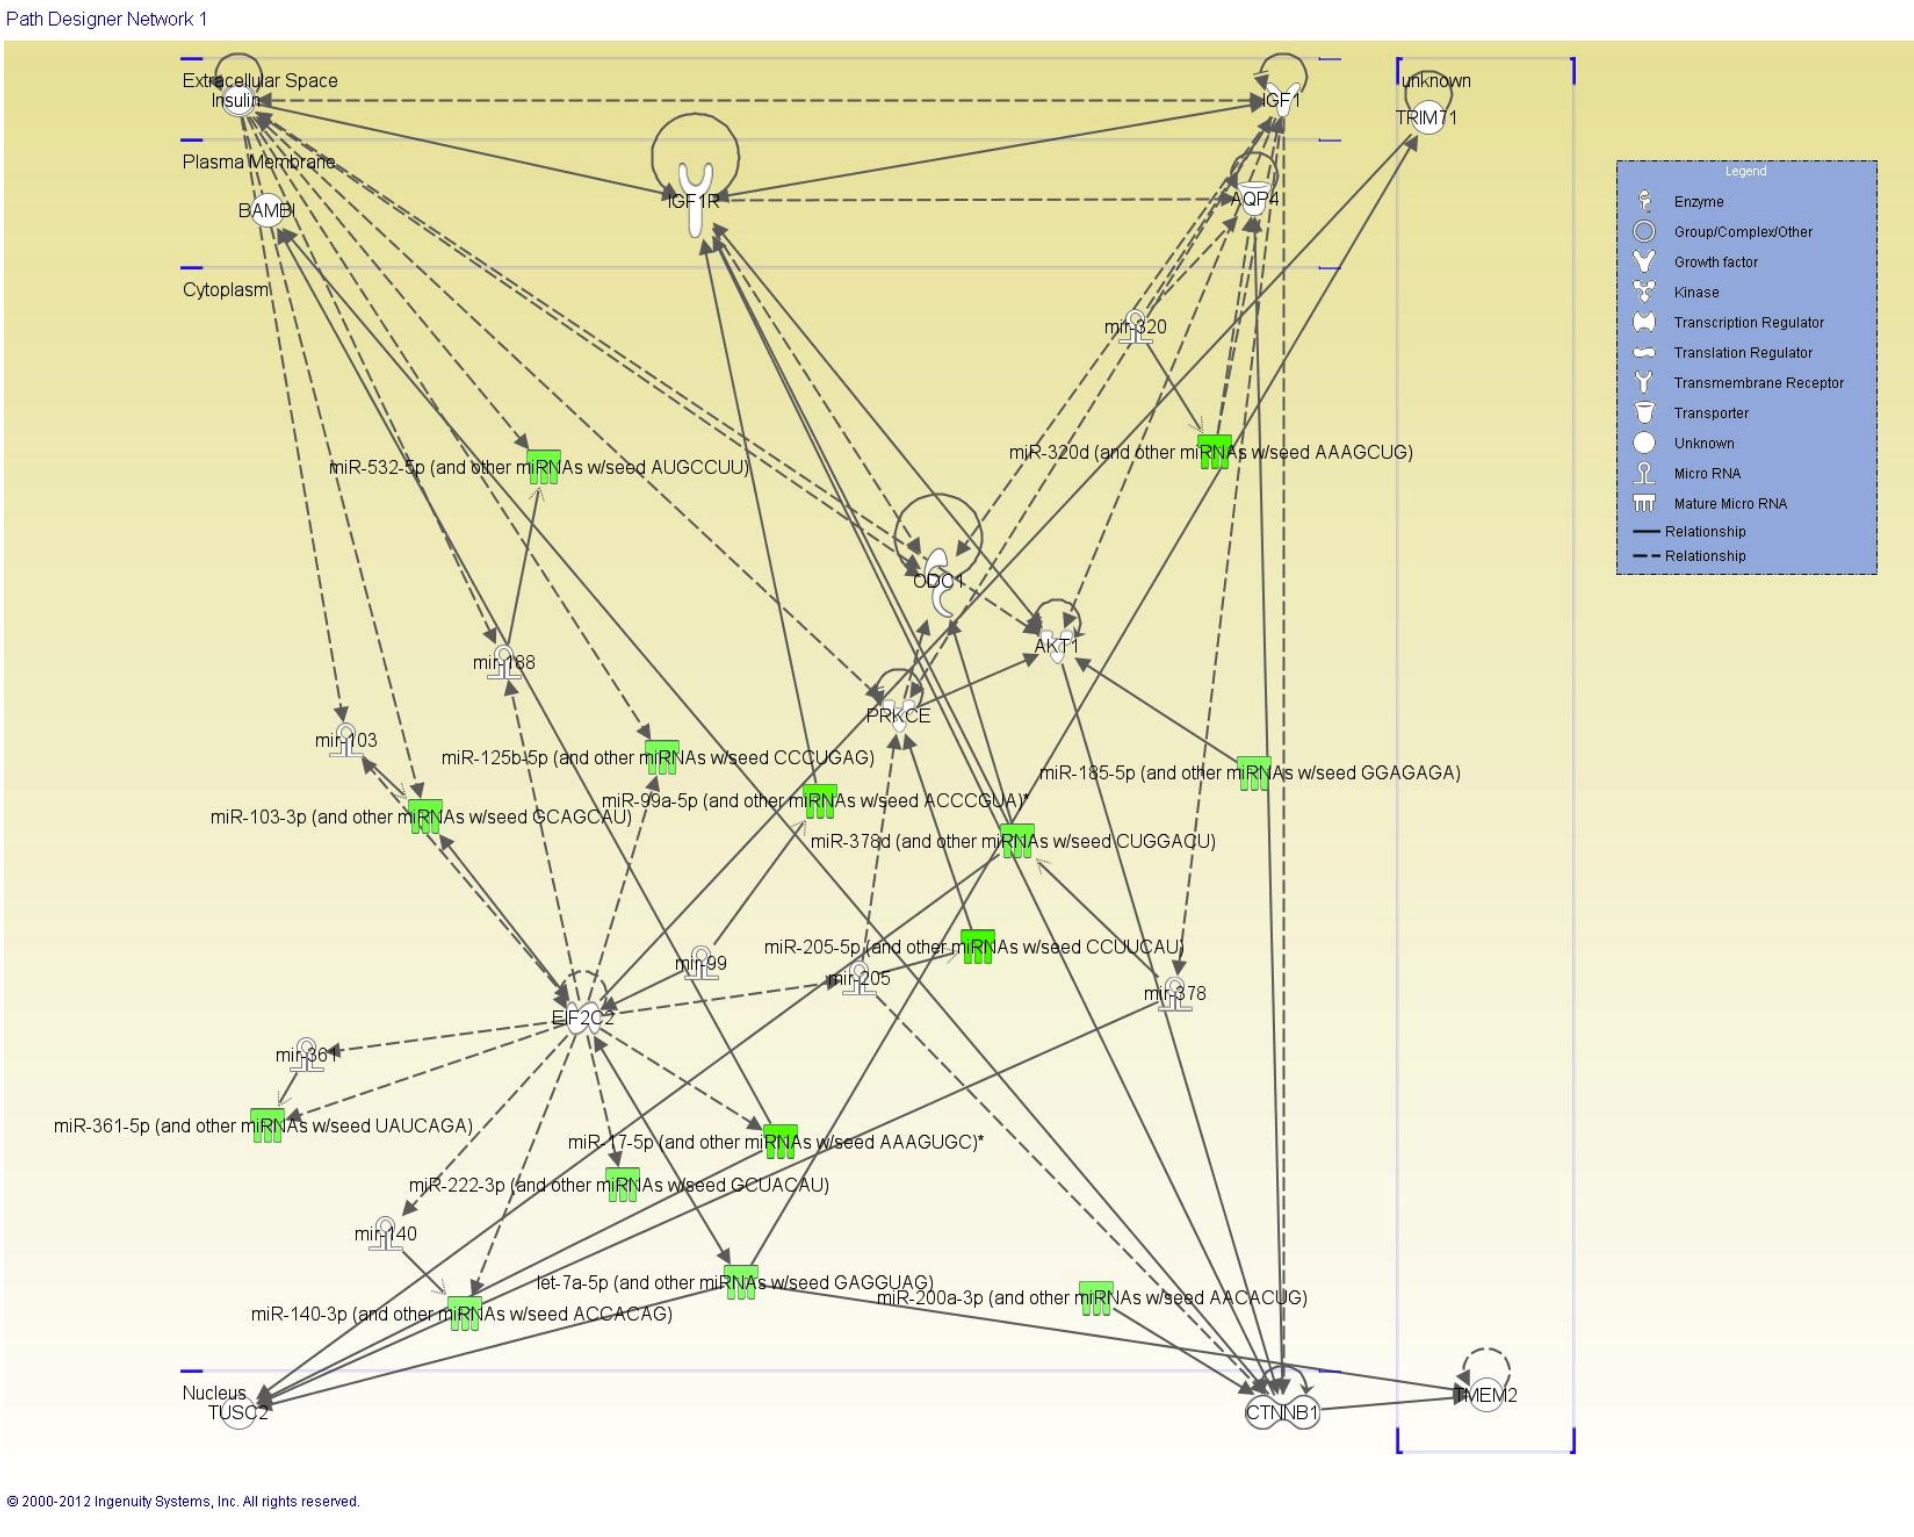 Path Designer Network 1
Extracellular Space
Insulin
IGF1
unknown
TRIM71
Plasma Membrane
BAMBI
IGF1R
AQP4
Legend
Enzyme
Group/Complex/Other
Growth factor
Kinase
Transcription Regulator
Translation Regulator
Transmembrane Receptor
Transporter
Unknown
Micro RNA
Mature Micro RNA
Relationship
Relationship
Cytoplasm
mir-320
miR-320d (and other miRNAs w/seed AAAGCUG)
miR-532-5p (and other miRNAs w/seed AUGCCUU)
ODC1
AKT1
mir-188
PRKCE
mir-103
miR-125b-5p (and other miRNAs w/seed CCCUGAG)
miR-185-5p (and other miRNAs w/seed GGAGAGA)
miR-99a-5p (and other miRNAs w/seed ACCCGUA)*
miR-103-3p (and other miRNAs w/seed GCAGCAU)
miR-378d (and other miRNAs w/seed CUGGACU)
miR-205-5p (and other miRNAs w/seed CCUUCAU)
mir-99
mir-205
mir-378
EIF2C2
mir-361
miR-361-5p (and other miRNAs w/seed UAUCAGA)
miR-17-5p (and other miRNAs w/seed AAAGUGC)*
miR-222-3p (and other miRNAs w/seed GCUACAU)
mir-140
let-7a-5p (and other miRNAs w/seed GAGGUAG)
miR-200a-3p (and other miRNAs w/seed AACACUG)
miR-140-3p (and other miRNAs w/seed ACCACAG)
Nucleus
TUSC2
CTNNB1
TMEM2
© 2000-2012 Ingenuity Systems, Inc. All rights reserved.